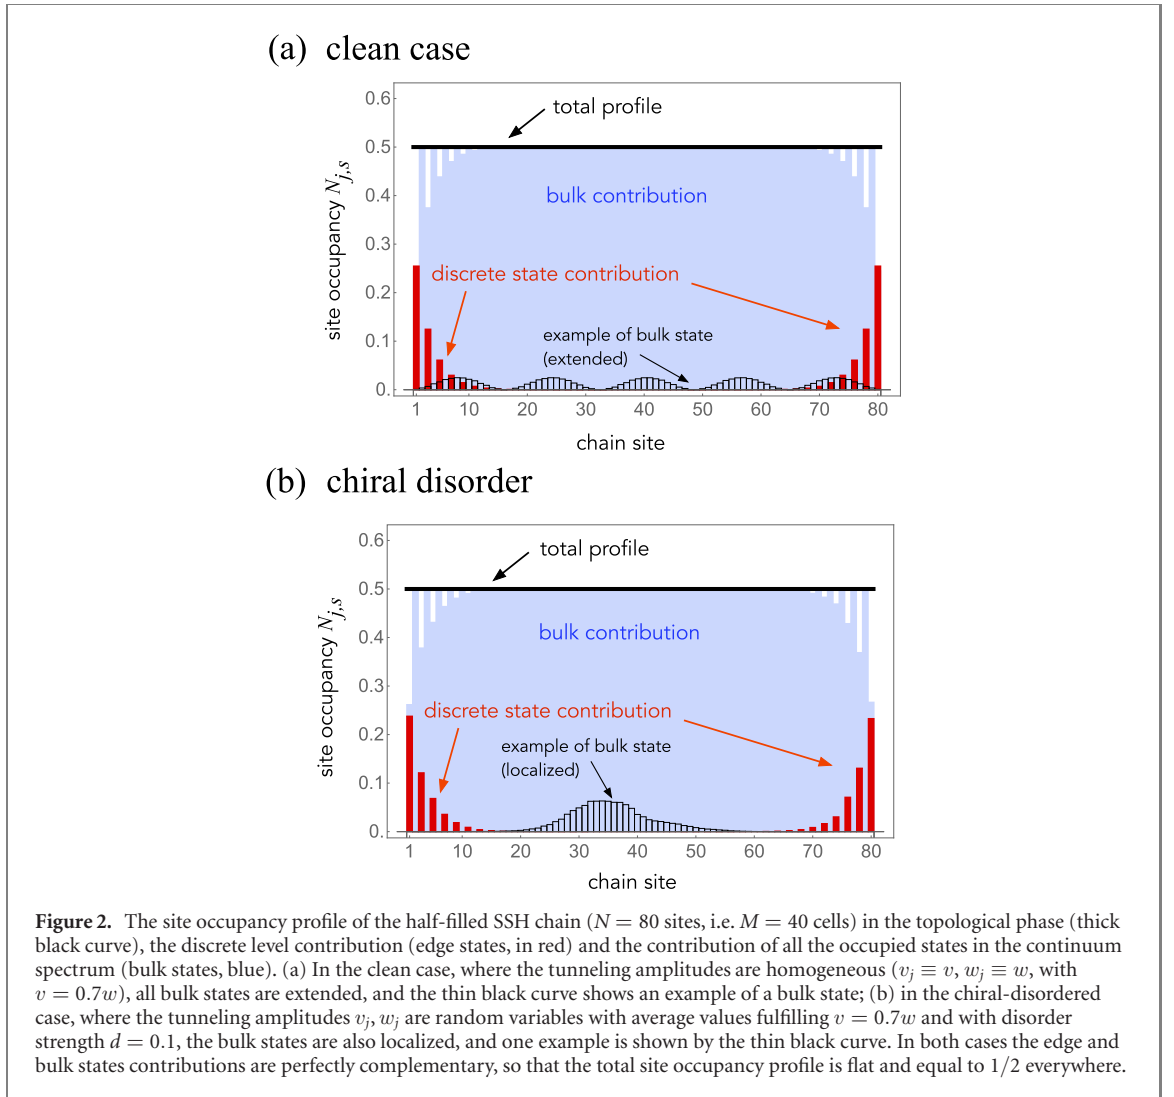 (a) clean case
0.6
total profile
0.5
0.4
bulk contribution
site occupancy N_{j,s}
0.3
discrete state contribution
0.2
example of bulk state
(extended)
0.1
0.
1 10 20 30 40 50 60 70 80
chain site
(b) chiral disorder
0.6
total profile
0.5
0.4
bulk contribution
site occupancy N_{j,s}
0.3
discrete state contribution
0.2
example of bulk state
(localized)
0.1
0.
1 10 20 30 40 50 60 70 80
chain site
Figure 2. The site occupancy profile of the half-filled SSH chain (N = 80 sites, i.e. M = 40 cells) in the topological phase (thick
black curve), the discrete level contribution (edge states, in red) and the contribution of all the occupied states in the continuum
spectrum (bulk states, blue). (a) In the clean case, where the tunneling amplitudes are homogeneous (v_j ≡ v, w_j ≡ w, with
v = 0.7w), all bulk states are extended, and the thin black curve shows an example of a bulk state; (b) in the chiral-disordered
case, where the tunneling amplitudes v_j, w_j are random variables with average values fulfilling v = 0.7w and with disorder
strength d = 0.1, the bulk states are also localized, and one example is shown by the thin black curve. In both cases the edge and
bulk states contributions are perfectly complementary, so that the total site occupancy profile is flat and equal to 1/2 everywhere.